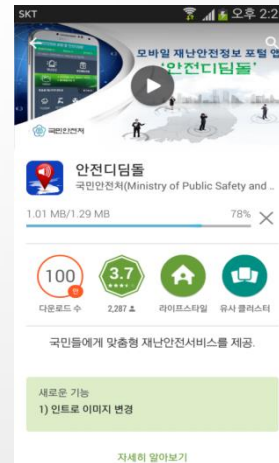 SKT 오후 2:2
모바일 재난안전정보 포털 앱
'안전디딤돌'
국민안전처
안전디딤돌
국민안전처(Ministry of Public Safety and ..
1.01 MB/1.29 MB 78%
100 만 3.7
다운로드 수 2,287 라이프스타일 유사 클러스터
국민들에게 맞춤형 재난안전서비스를 제공.
새로운 기능
1) 인트로 이미지 변경
자세히 알아보기